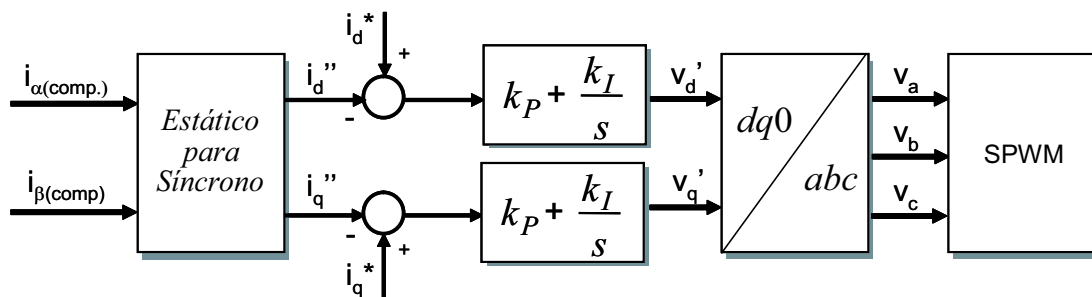 i_d*
+
i_α(comp.)
i_d''
-
k_P + k_I/s
v_d'
v_a
Estático
para
Síncrono
dq0
abc
v_b
SPWM
i_β(comp)
i_q''
-
+
k_P + k_I/s
v_q'
v_c
i_q*